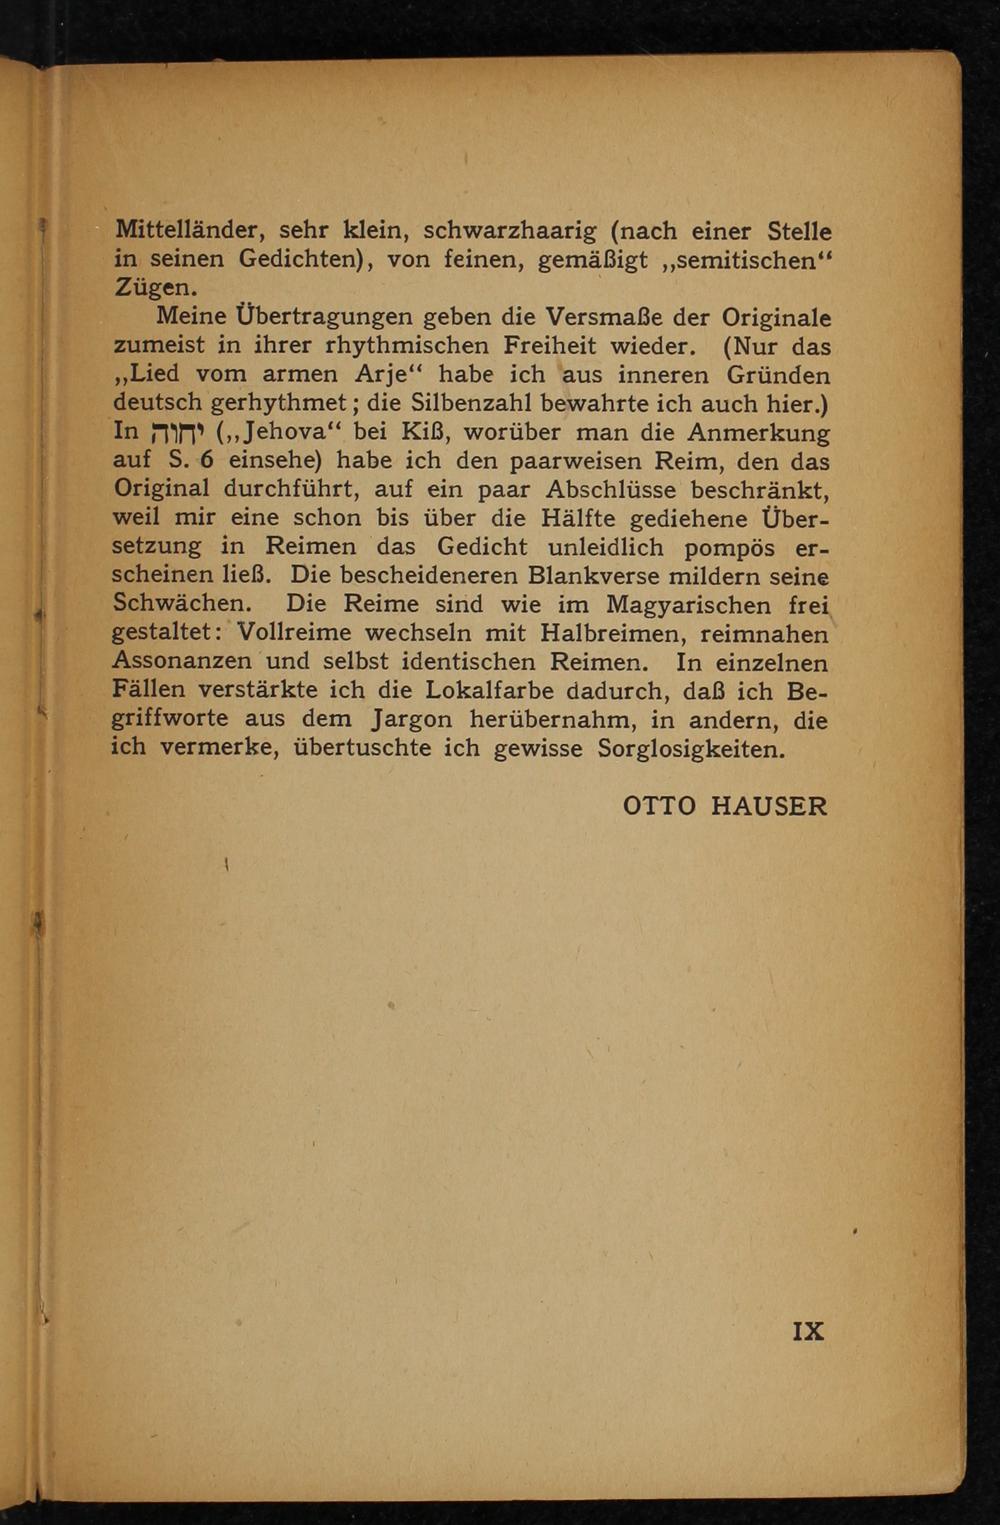 Mittelländer, sehr klein, schwarzhaarig (nach einer Stelle
in seinen Gedichten), von feinen, gemäßigt „semitischen“
Zügen.
Meine Übertragungen geben die Versmaße der Originale
zumeist in ihrer rhythmischen Freiheit wieder. (Nur das
„Lied vom armen Arje“ habe ich aus inneren Gründen
deutsch gerhythmet; die Silbenzahl bewahrte ich auch hier.)
In יהוה („Jehova“ bei Kiß, worüber man die Anmerkung
auf S. 6 einsehe) habe ich den paarweisen Reim, den das
Original durchführt, auf ein paar Abschlüsse beschränkt,
weil mir eine schon bis über die Hälfte gediehene Über-
setzung in Reimen das Gedicht unleidlich pompös er-
scheinen ließ. Die bescheideneren Blankverse mildern seine
Schwächen. Die Reime sind wie im Magyarischen frei
gestaltet: Vollreime wechseln mit Halbreimen, reimnahen
Assonanzen und selbst identischen Reimen. In einzelnen
Fällen verstärkte ich die Lokalfarbe dadurch, daß ich Be-
griffworte aus dem Jargon herübernahm, in andern, die
ich vermerke, übertuschte ich gewisse Sorglosigkeiten.
OTTO HAUSER
IX